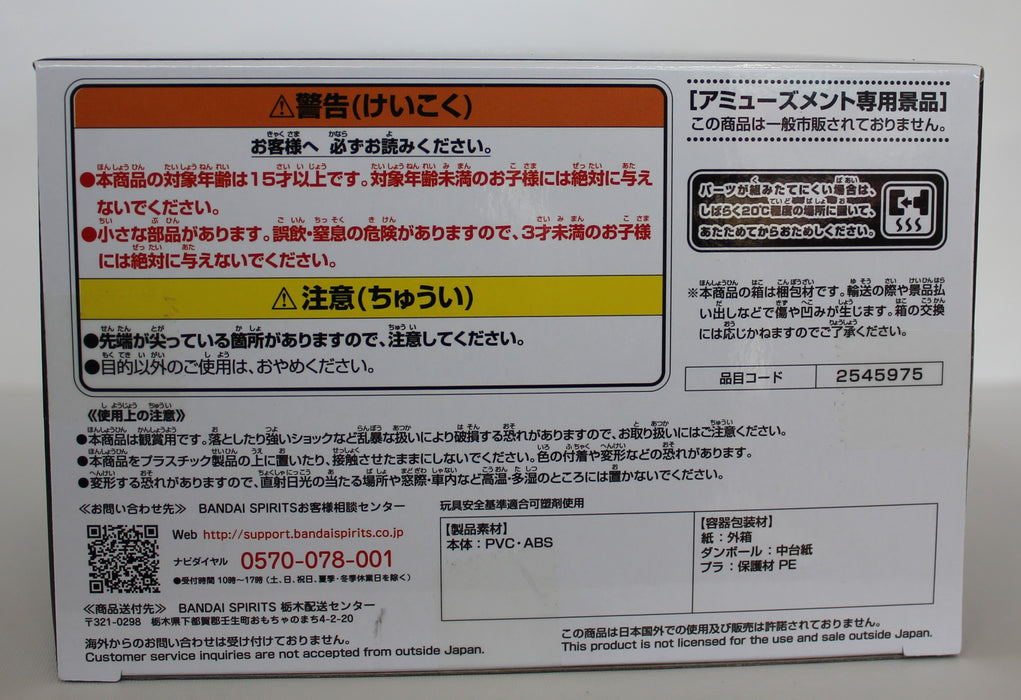 ⚠警告(けいこく)
お客様へ 必ずお読みください。
●本商品の対象年齢は15才以上です。対象年齢未満のお子様には絶対に与え
ないでください。
●小さな部品があります。誤飲・窒息の危険がありますので、3才未満のお子様
には絶対に与えないでください。
⚠注意(ちゅうい)
●先端が尖っている箇所がありますので、注意してください。
●目的以外のご使用は、おやめください。
[アミューズメント専用景品]
この商品は一般市販されておりません。
パーツが組みたてにくい場合は、
しばらく20℃程度の場所に置いて、
あたためてからおためしください。
※本商品の箱は梱包材です。輸送の際や景品払
い出しなどで傷や凹みが生じます。箱の交換
には応じかねますのでご了承ください。
品目コード 2545975
《使用上の注意》
●本商品は観賞用です。落としたり強いショックなど乱暴な扱いにより破損する恐れがありますので、お取り扱いにはご注意ください。
●本商品をプラスチック製品の上に置いたり、接触させたままにしないでください。色の付着や変形などの恐れがあります。
●変形する恐れがありますので、直射日光の当たる場所や窓際・車内など高温・多湿のところには置かないでください。
≪お問い合わせ先≫ BANDAI SPIRITSお客様相談センター
Web http://support.bandaispirits.co.jp
ナビダイヤル 0570-078-001
●受付時間 10時〜17時 (土、日、祝日、夏季・冬季休業日を除く)
≪商品送付先≫ BANDAI SPIRITS 栃木配送センター
〒321-0298 栃木県下都賀郡壬生町おもちゃのまち4-2-20
海外からのお問い合わせは受け付けておりません。
Customer service inquiries are not accepted from outside Japan.
玩具安全基準適合可塑剤使用
【製品素材】
本体：PVC・ABS
【容器包装材】
紙：外箱
ダンボール：中台紙
プラ：保護材 PE
この商品は日本国外での使用及び販売は許諾されておりません。
This product is not licensed for the use and sale outside Japan.